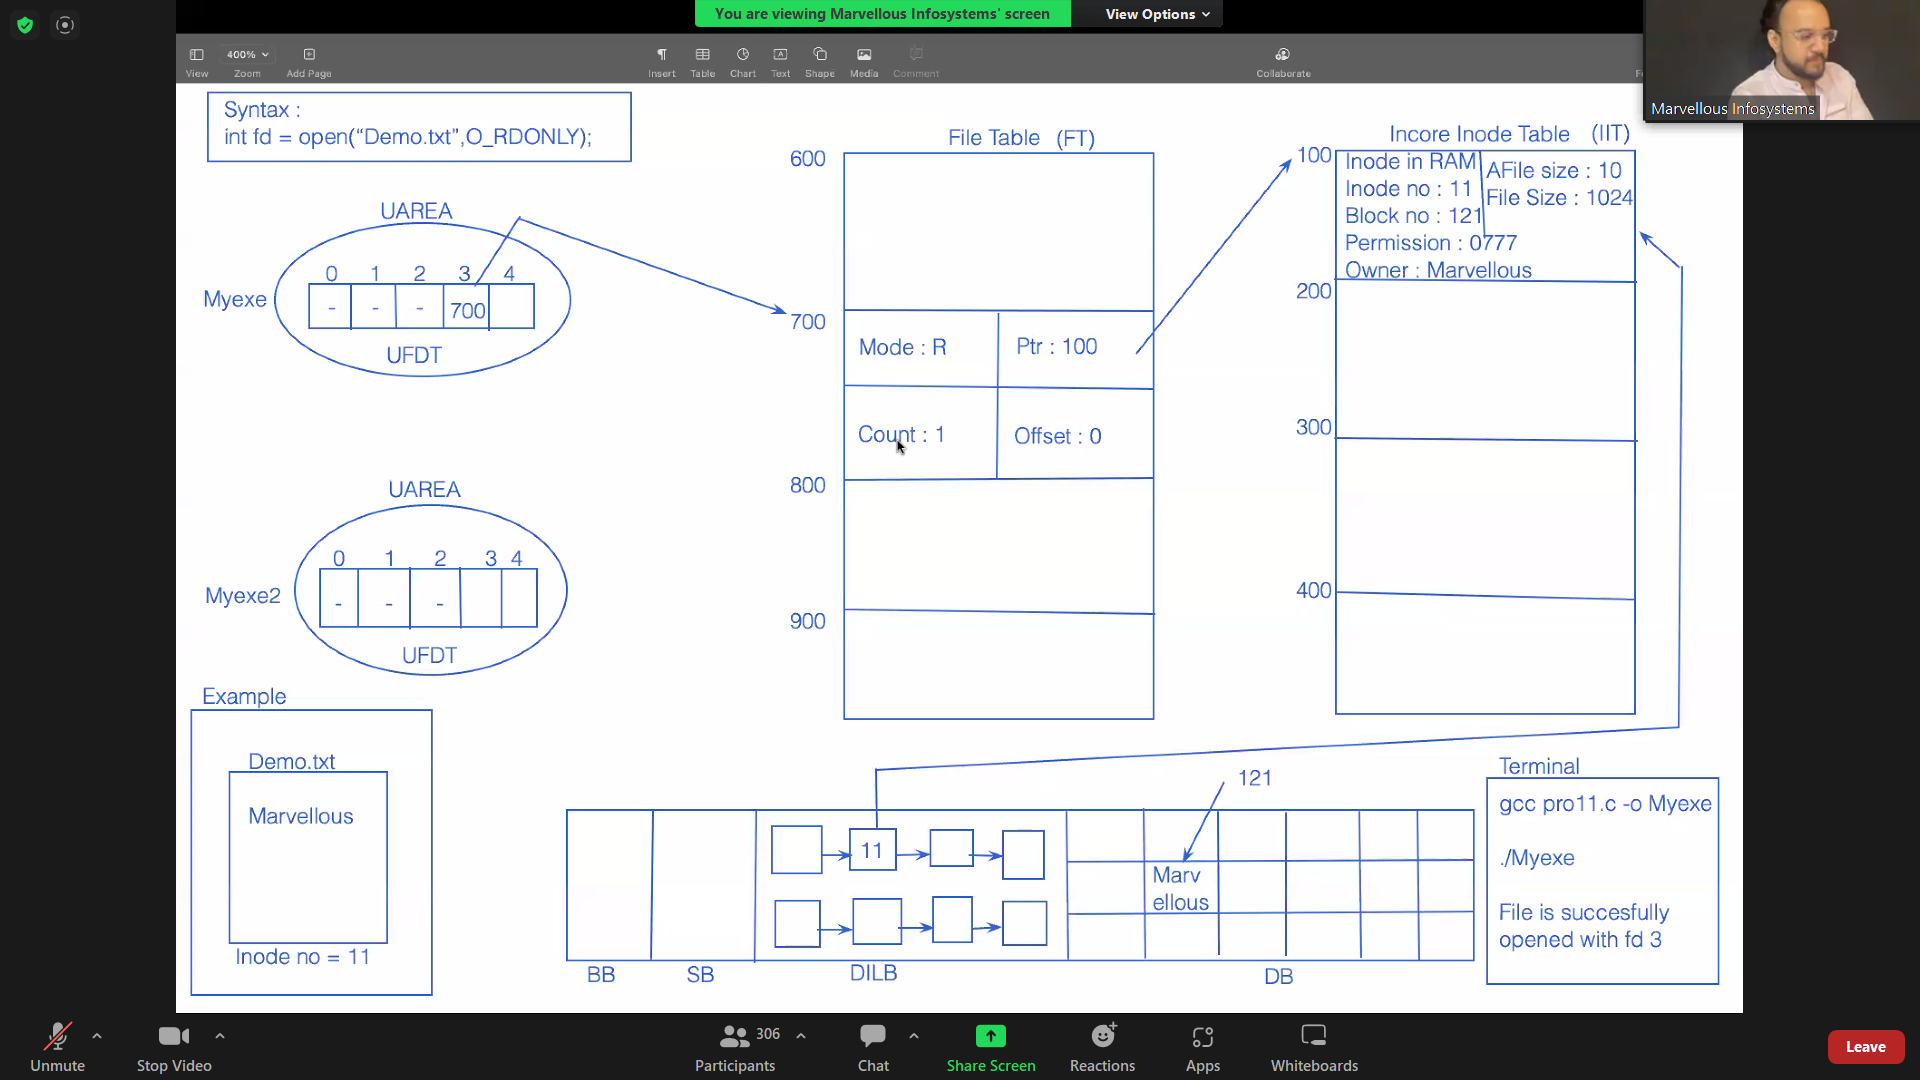 You are viewing Marvellous Infosystems' screen
View Options
400%
View
Zoom
Add Page
Insert
Table
Chart
Text
Shape
Media
Comment
Collaborate
Marvellous Infosystems
Syntax :
int fd = open(“Demo.txt”,O_RDONLY);
UAREA
0 1 2 3 4
Myexe
- - - 700
UFDT
UAREA
0 1 2 3 4
Myexe2
- - -
UFDT
Example
Demo.txt
Marvellous
Inode no = 11
File Table (FT)
600
700
Mode : R
Ptr : 100
Count : 1
Offset : 0
800
900
Incore Inode Table (IIT)
100
Inode in RAM
Inode no : 11
Block no : 121
Permission : 0777
Owner : Marvellous
AFile size : 10
File Size : 1024
200
300
400
121
11
Marv
ellous
BB
SB
DILB
DB
Terminal
gcc pro11.c -o Myexe
./Myexe
File is succesfully
opened with fd 3
Unmute
Stop Video
306
Participants
Chat
Share Screen
Reactions
Apps
Whiteboards
Leave